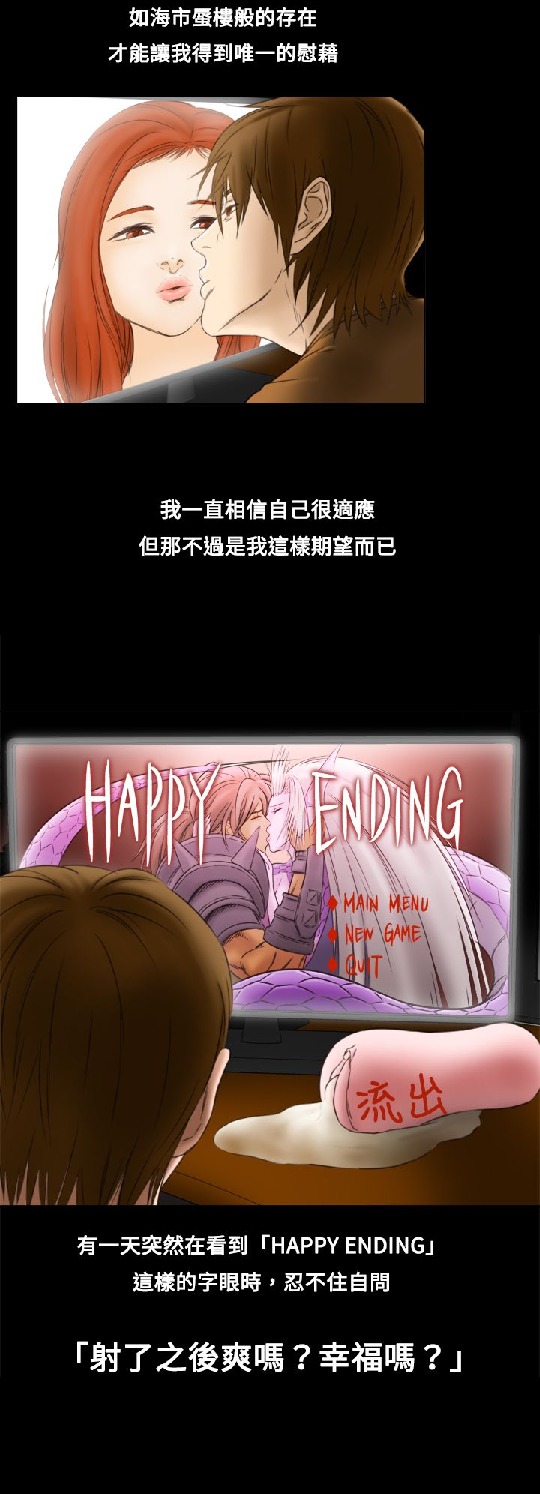 如海市蜃樓般的存在
才能讓我得到唯一的慰藉
我一直相信自己很適應
但那不過是我這樣期望而已
HAPPY ENDING
MAIN MENU
NEW GAME
QUIT
流出
有一天突然在看到「HAPPY ENDING」
這樣的字眼時，忍不住自問
「射了之後爽嗎？幸福嗎？」